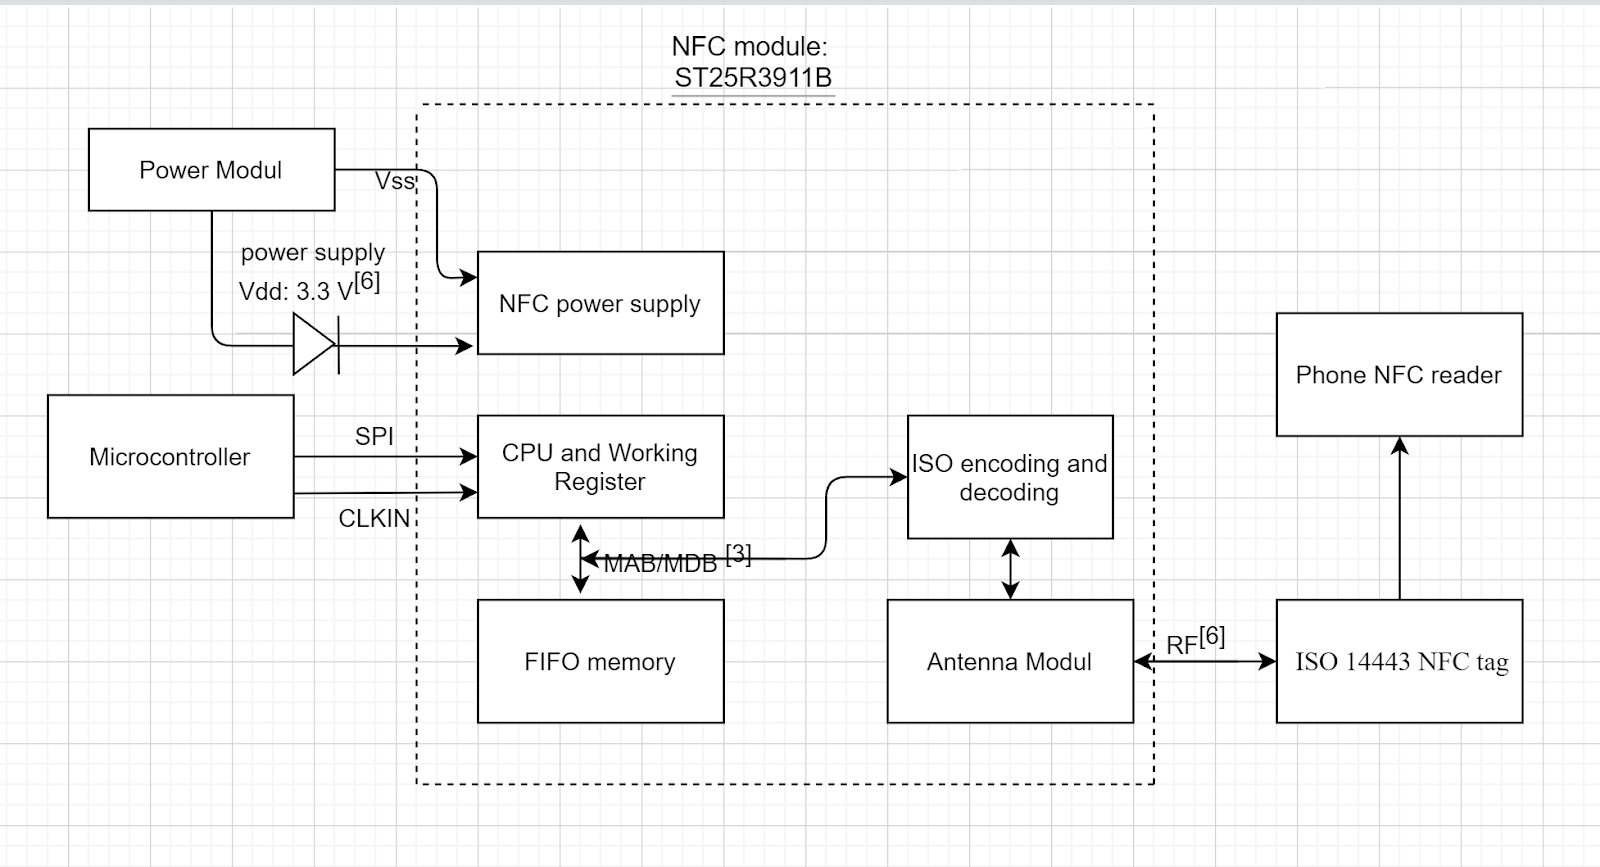 NFC module:
ST25R3911B
Power Modul
Vss
power supply
Vdd: 3.3 V[6]
NFC power supply
Phone NFC reader
Microcontroller
SPI
CLKIN
CPU and Working
Register
ISO encoding and
decoding
MAB/MDB [3]
FIFO memory
Antenna Modul
RF[6]
ISO 14443 NFC tag